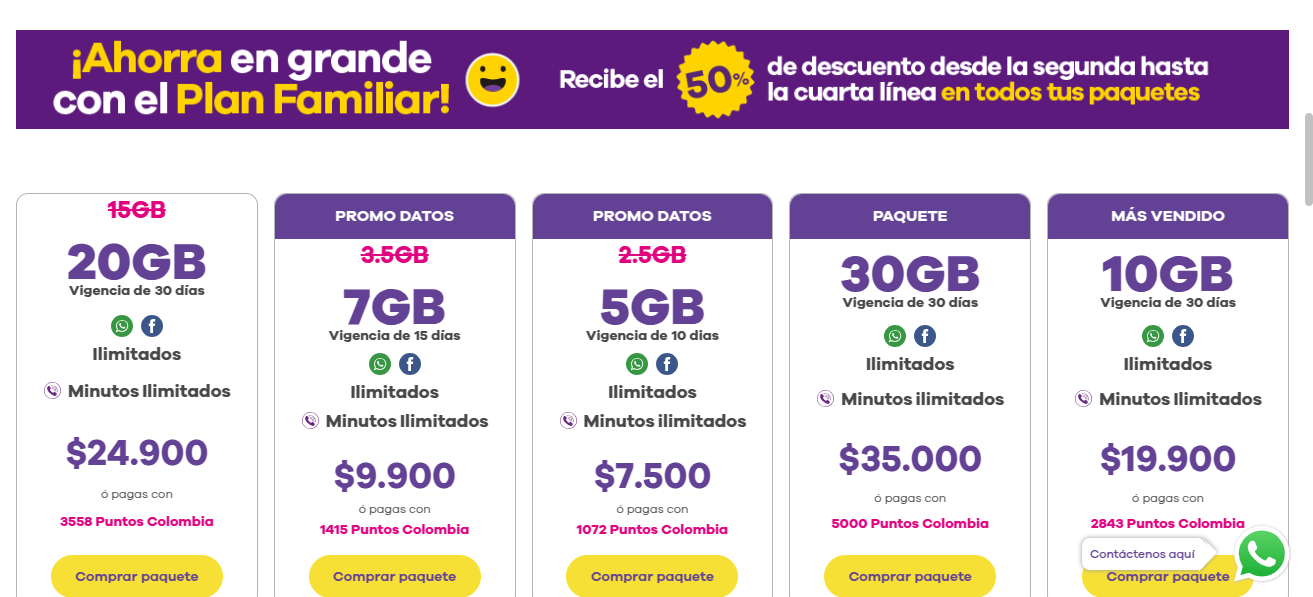 ¡Ahorra en grande
con el Plan Familiar!
Recibe el
50%
de descuento desde la segunda hasta
la cuarta línea en todos tus paquetes
15GB
20GB
Vigencia de 30 días
Ilimitados
Minutos Ilimitados
$24.900
ó pagas con
3558 Puntos Colombia
Comprar paquete
PROMO DATOS
3.5GB
7GB
Vigencia de 15 días
Ilimitados
Minutos Ilimitados
$9.900
ó pagas con
1415 Puntos Colombia
Comprar paquete
PROMO DATOS
2.5GB
5GB
Vigencia de 10 dias
Ilimitados
Minutos ilimitados
$7.500
ó pagas con
1072 Puntos Colombia
Comprar paquete
PAQUETE
30GB
Vigencia de 30 días
Ilimitados
Minutos ilimitados
$35.000
ó pagas con
5000 Puntos Colombia
Comprar paquete
MÁS VENDIDO
10GB
Vigencia de 30 días
Ilimitados
Minutos Ilimitados
$19.900
ó pagas con
2843 Puntos Colombia
Contáctenos aquí
Comprar paquete